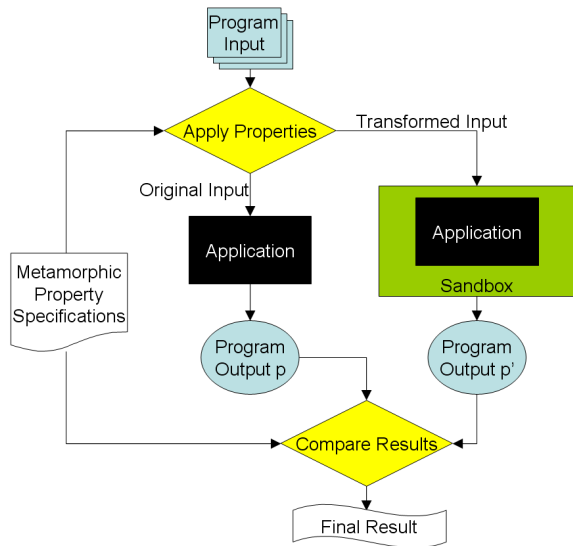 Program
Input
Apply Properties
Transformed Input
Original Input
Application
Application
Sandbox
Metamorphic
Property
Specifications
Program
Output p
Program
Output p'
Compare Results
Final Result